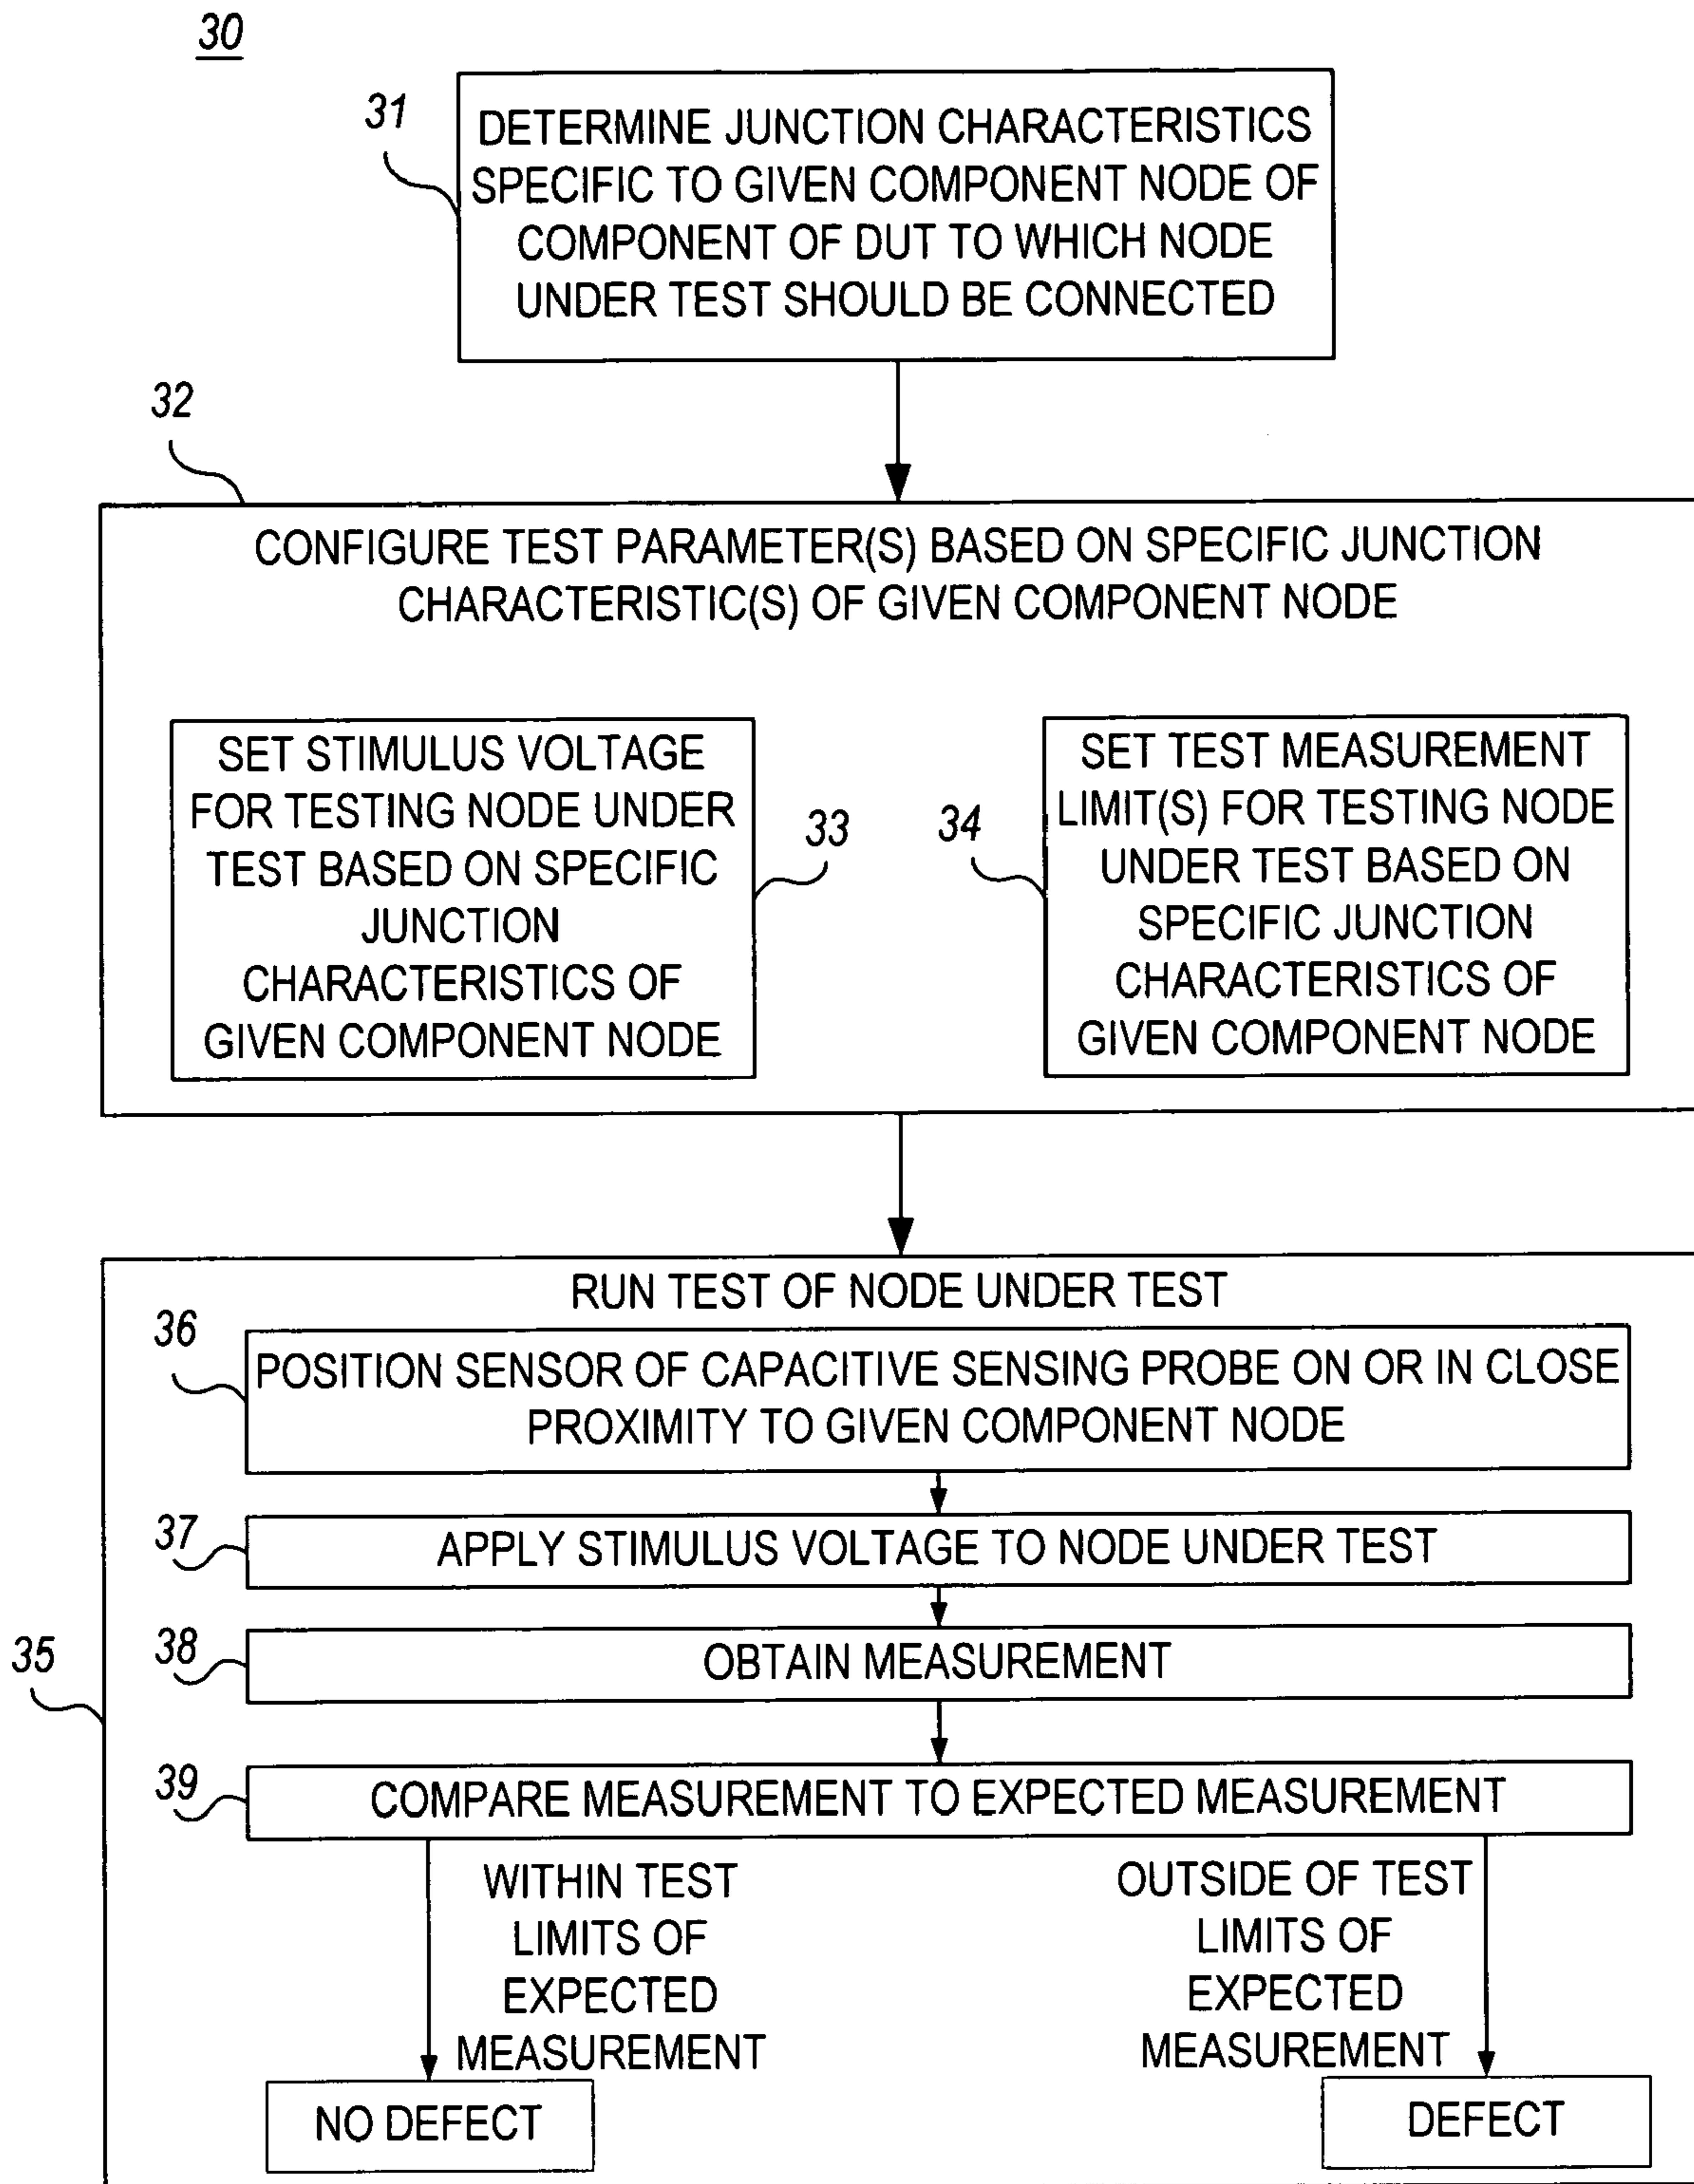 30
31
DETERMINE JUNCTION CHARACTERISTICS
SPECIFIC TO GIVEN COMPONENT NODE OF
COMPONENT OF DUT TO WHICH NODE
UNDER TEST SHOULD BE CONNECTED
32
CONFIGURE TEST PARAMETER(S) BASED ON SPECIFIC JUNCTION
CHARACTERISTIC(S) OF GIVEN COMPONENT NODE
SET STIMULUS VOLTAGE
FOR TESTING NODE UNDER
TEST BASED ON SPECIFIC
JUNCTION
CHARACTERISTICS OF
GIVEN COMPONENT NODE
33
34
SET TEST MEASUREMENT
LIMIT(S) FOR TESTING NODE
UNDER TEST BASED ON
SPECIFIC JUNCTION
CHARACTERISTICS OF
GIVEN COMPONENT NODE
35
RUN TEST OF NODE UNDER TEST
36
POSITION SENSOR OF CAPACITIVE SENSING PROBE ON OR IN CLOSE
PROXIMITY TO GIVEN COMPONENT NODE
37
APPLY STIMULUS VOLTAGE TO NODE UNDER TEST
38
OBTAIN MEASUREMENT
39
COMPARE MEASUREMENT TO EXPECTED MEASUREMENT
WITHIN TEST
LIMITS OF
EXPECTED
MEASUREMENT
OUTSIDE OF TEST
LIMITS OF
EXPECTED
MEASUREMENT
NO DEFECT
DEFECT